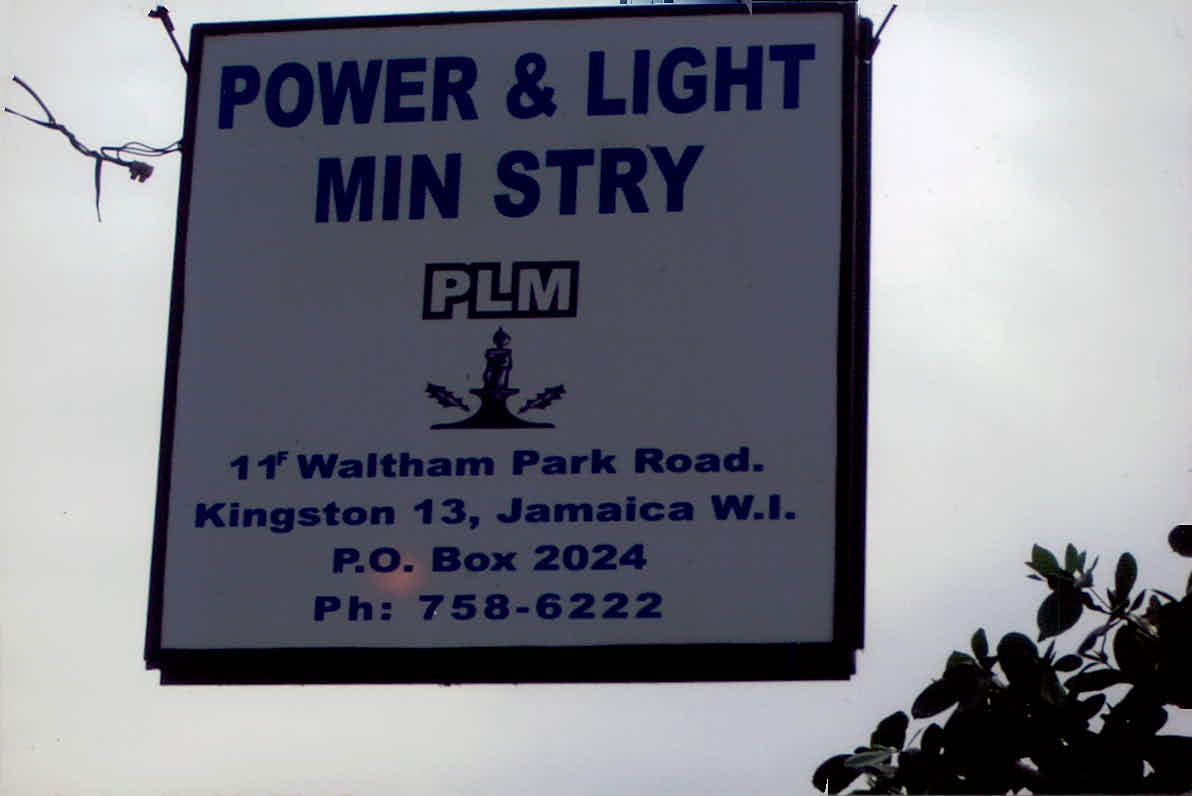 POWER & LIGHT
MIN STRY
PLM
11F Waltham Park Road.
Kingston 13, Jamaica W.I.
P.O. Box 2024
Ph: 758-6222